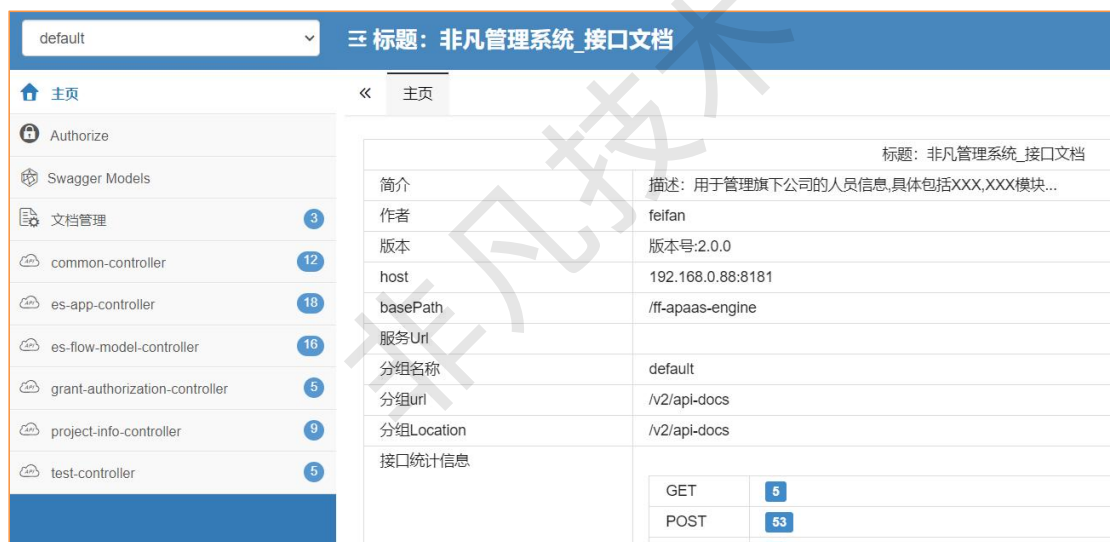 default
标题：非凡管理系统_接口文档
主页
主页
Authorize
Swagger Models
文档管理 3
common-controller 12
es-app-controller 18
es-flow-model-controller 16
grant-authorization-controller 5
project-info-controller 9
test-controller 5
标题：非凡管理系统_接口文档
简介 描述：用于管理旗下公司的人员信息,具体包括XXX,XXX模块...
作者 feifan
版本 版本号:2.0.0
host 192.168.0.88:8181
basePath /ff-apaas-engine
服务Url
分组名称 default
分组url /v2/api-docs
分组Location /v2/api-docs
接口统计信息
GET 5
POST 53
非凡技术